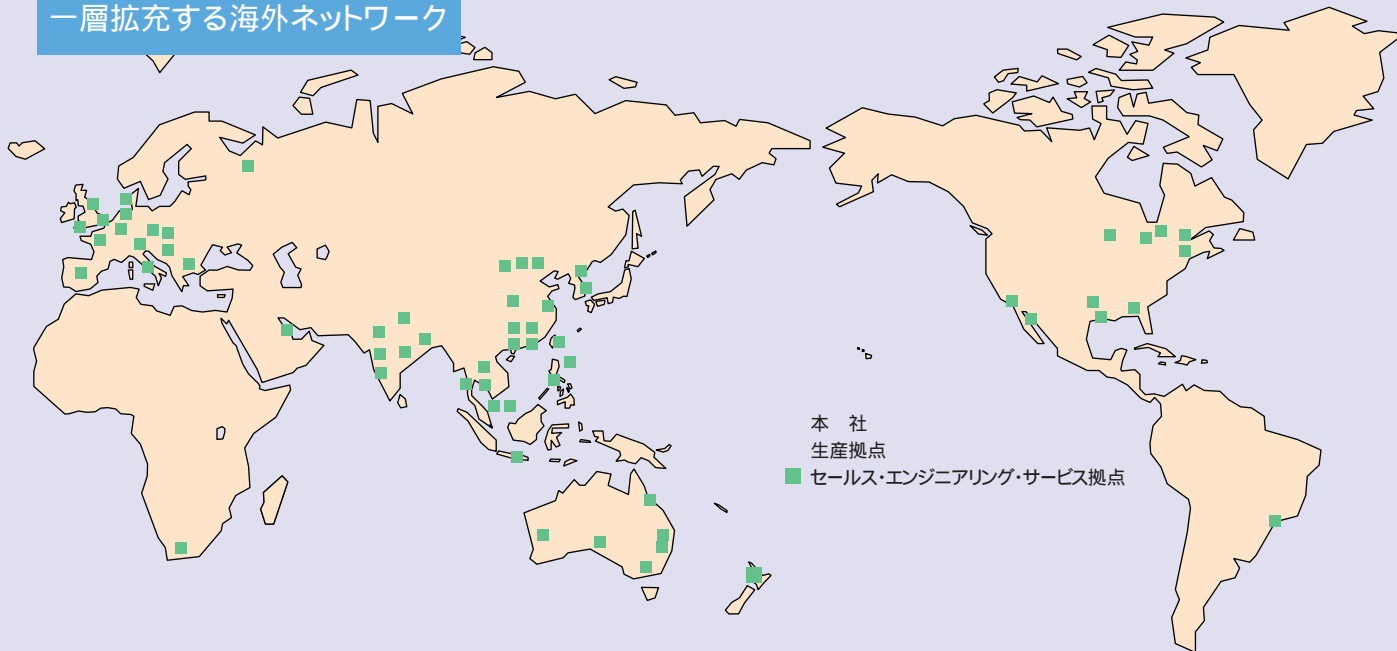 一層拡充する海外ネットワーク
本　社
生産拠点
セールス・エンジニアリング・サービス拠点